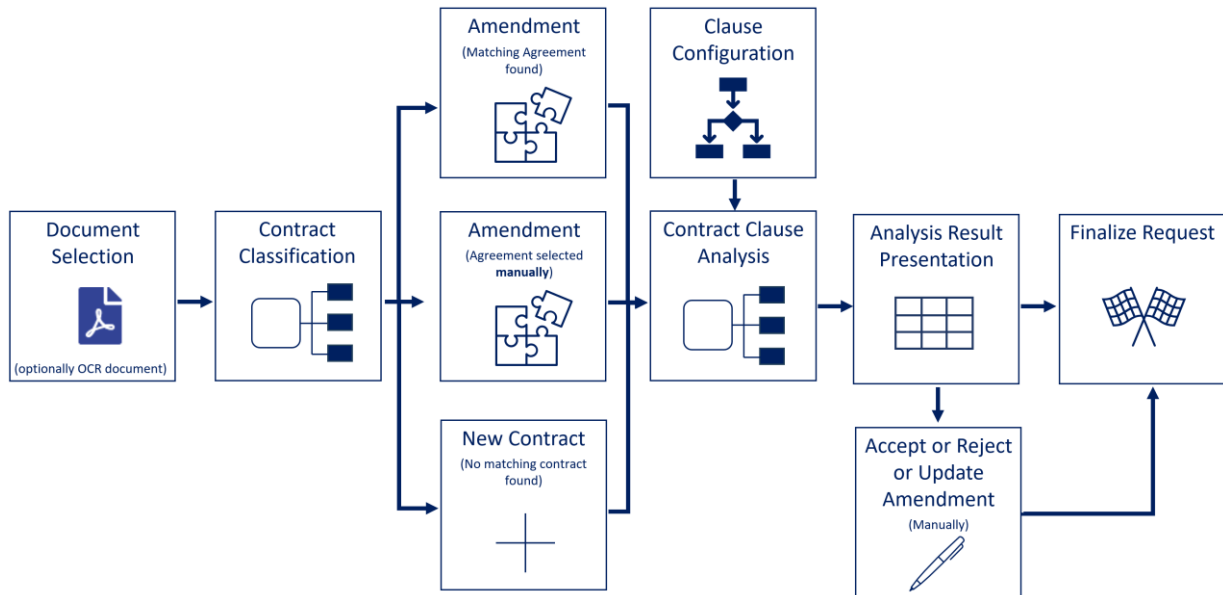 Document
Selection
(optionally OCR document)
Contract
Classification
Amendment
(Matching Agreement
found)
Amendment
(Agreement selected
manually)
New Contract
(No matching contract
found)
Clause
Configuration
Contract Clause
Analysis
Analysis Result
Presentation
Accept or Reject
or Update
Amendment
(Manually)
Finalize Request